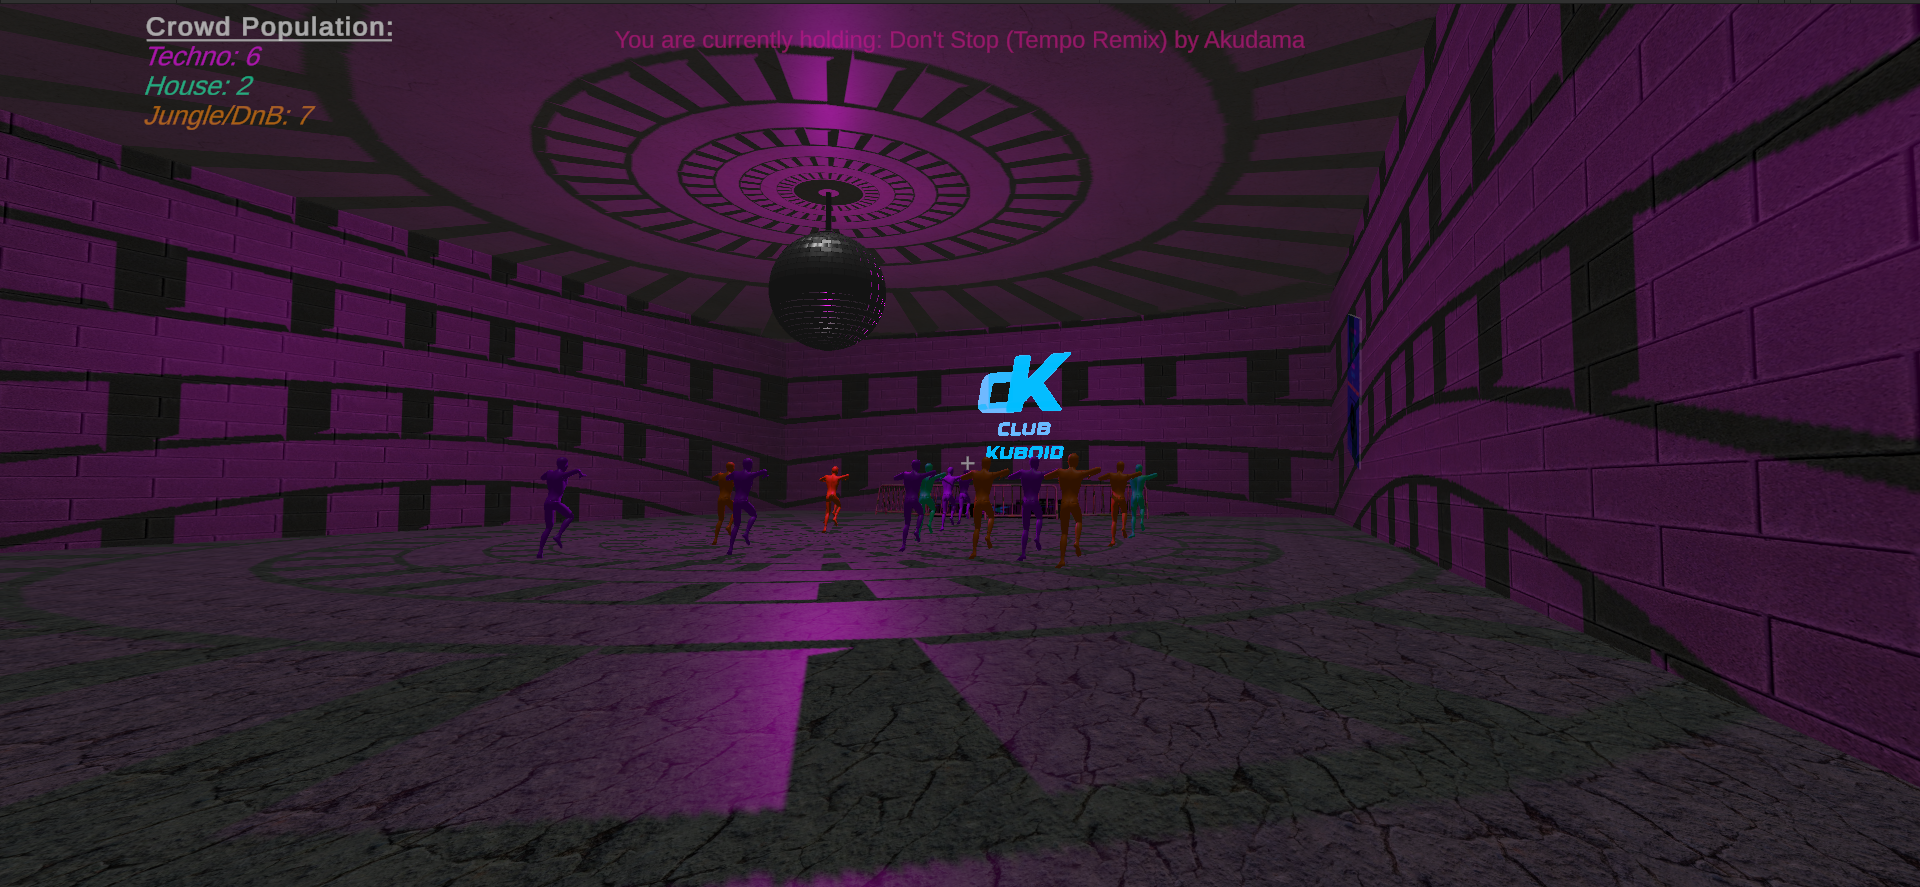 Crowd Population:
Techno: 6
House: 2
Jungle/DnB: 7
You are currently holding: Don't Stop (Tempo Remix) by Akudama
CK
CLUB
KUBOID